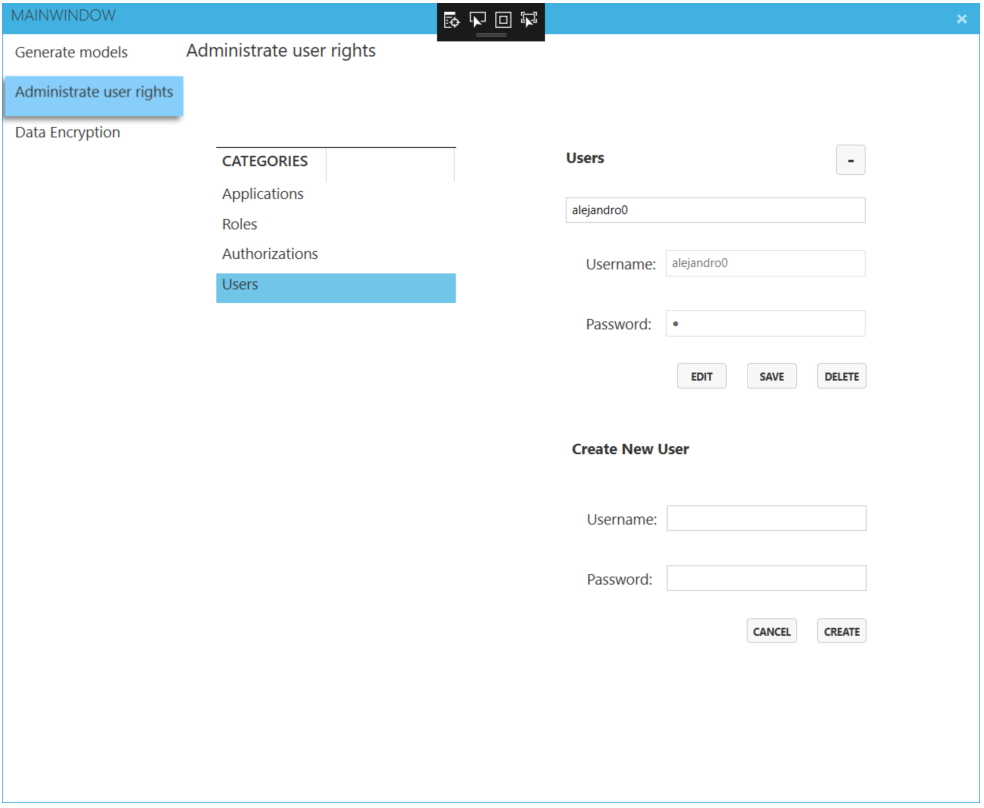 MAINWINDOW
Generate models
Administrate user rights
Data Encryption
Administrate user rights
CATEGORIES
Applications
Roles
Authorizations
Users
Users
-
alejandro0
Username: alejandro0
Password: •
EDIT SAVE DELETE
Create New User
Username:
Password:
CANCEL CREATE